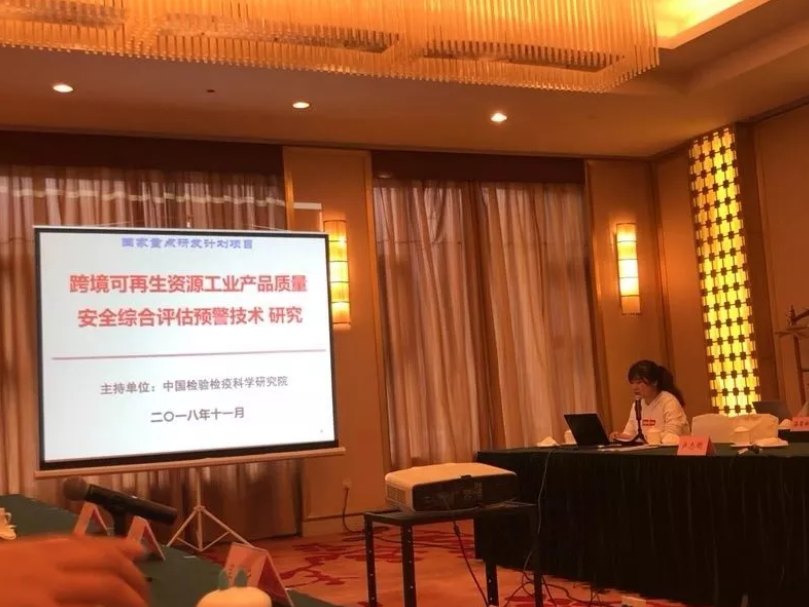 国家重点研发计划项目
跨境可再生资源工业产品质量
安全综合评估预警技术 研究
主持单位：中国检验检疫科学研究院
二〇一八年十一月